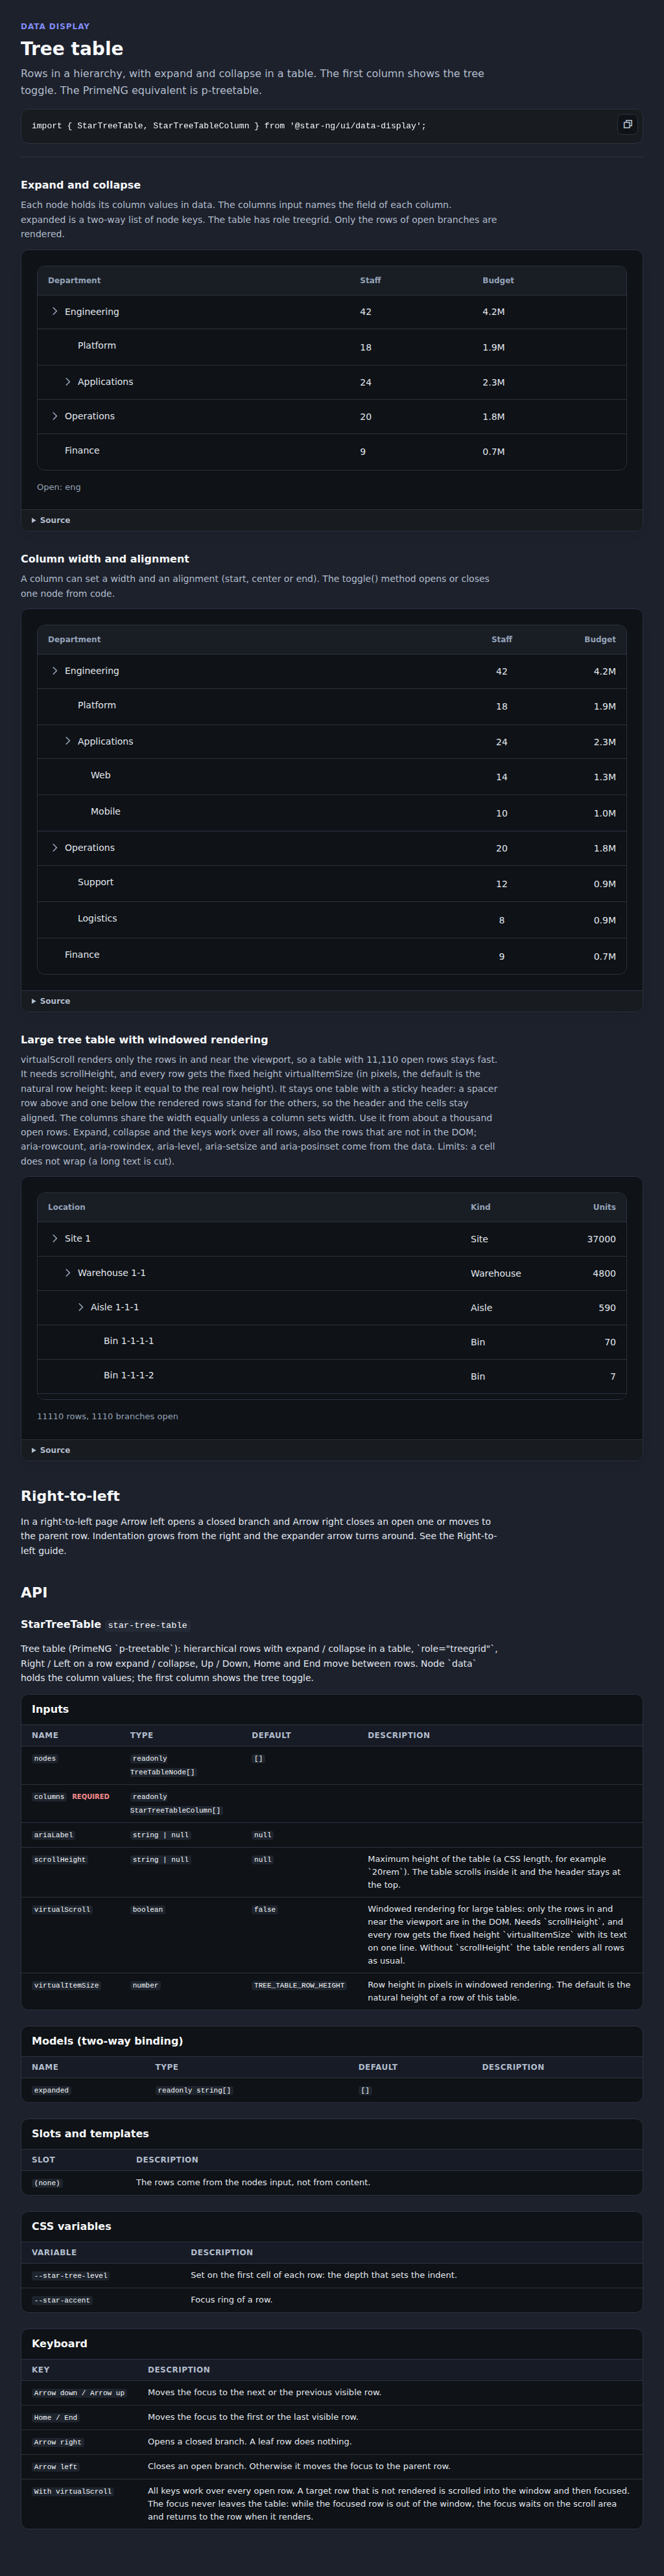 DATA DISPLAY
Tree table
Rows in a hierarchy, with expand and collapse in a table. The first column shows the tree
toggle. The PrimeNG equivalent is p-treetable.
import { StarTreeTable, StarTreeTableColumn } from '@star-ng/ui/data-display';
Expand and collapse
Each node holds its column values in data. The columns input names the field of each column.
expanded is a two-way list of node keys. The table has role treegrid. Only the rows of open branches are
rendered.
Department Staff Budget
Engineering 42 4.2M
Platform 18 1.9M
Applications 24 2.3M
Operations 20 1.8M
Finance 9 0.7M
Open: eng
Source
Column width and alignment
A column can set a width and an alignment (start, center or end). The toggle() method opens or closes
one node from code.
Department Staff Budget
Engineering 42 4.2M
Platform 18 1.9M
Applications 24 2.3M
Web 14 1.3M
Mobile 10 1.0M
Operations 20 1.8M
Support 12 0.9M
Logistics 8 0.9M
Finance 9 0.7M
Source
Large tree table with windowed rendering
virtualScroll renders only the rows in and near the viewport, so a table with 11,110 open rows stays fast.
It needs scrollHeight, and every row gets the fixed height virtualItemSize (in pixels, the default is the
natural row height: keep it equal to the real row height). It stays one table with a sticky header: a spacer
row above and one below the rendered rows stand for the others, so the header and the cells stay
aligned. The columns share the width equally unless a column sets width. Use it from about a thousand
open rows. Expand, collapse and the keys work over all rows, also the rows that are not in the DOM;
aria-rowcount, aria-rowindex, aria-level, aria-setsize and aria-posinset come from the data. Limits: a cell
does not wrap (a long text is cut).
Location Kind Units
Site 1 Site 37000
Warehouse 1-1 Warehouse 4800
Aisle 1-1-1 Aisle 590
Bin 1-1-1-1 Bin 70
Bin 1-1-1-2 Bin 7
11110 rows, 1110 branches open
Source
Right-to-left
In a right-to-left page Arrow left opens a closed branch and Arrow right closes an open one or moves to
the parent row. Indentation grows from the right and the expander arrow turns around. See the Right-to-
left guide.
API
StarTreeTable star-tree-table
Tree table (PrimeNG `p-treetable`): hierarchical rows with expand / collapse in a table, `role="treegrid"`,
Right / Left on a row expand / collapse, Up / Down, Home and End move between rows. Node `data`
holds the column values; the first column shows the tree toggle.
Inputs
NAME TYPE DEFAULT DESCRIPTION
nodes readonly TreeTableNode[] []
columns REQUIRED readonly StarTreeTableColumn[]
ariaLabel string | null null
scrollHeight string | null null Maximum height of the table (a CSS length, for example
`20rem`). The table scrolls inside it and the header stays at
the top.
virtualScroll boolean false Windowed rendering for large tables: only the rows in and
near the viewport are in the DOM. Needs `scrollHeight`, and
every row gets the fixed height `virtualItemSize` with its text
on one line. Without `scrollHeight` the table renders all rows
as usual.
virtualItemSize number TREE_TABLE_ROW_HEIGHT Row height in pixels in windowed rendering. The default is the
natural height of a row of this table.
Models (two-way binding)
NAME TYPE DEFAULT DESCRIPTION
expanded readonly string[] []
Slots and templates
SLOT DESCRIPTION
(none) The rows come from the nodes input, not from content.
CSS variables
VARIABLE DESCRIPTION
--star-tree-level Set on the first cell of each row: the depth that sets the indent.
--star-accent Focus ring of a row.
Keyboard
KEY DESCRIPTION
Arrow down / Arrow up Moves the focus to the next or the previous visible row.
Home / End Moves the focus to the first or the last visible row.
Arrow right Opens a closed branch. A leaf row does nothing.
Arrow left Closes an open branch. Otherwise it moves the focus to the parent row.
With virtualScroll All keys work over every open row. A target row that is not rendered is scrolled into the window and then focused.
The focus never leaves the table: while the focused row is out of the window, the focus waits on the scroll area
and returns to the row when it renders.